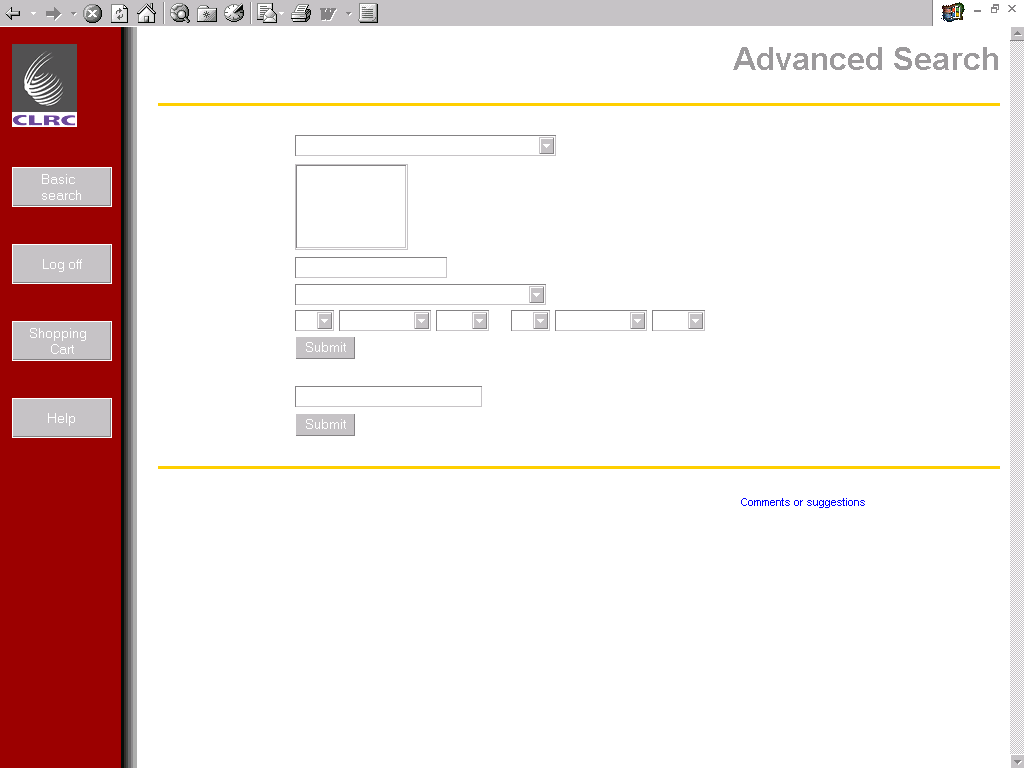 Advanced Search
CLRC
Basic
search
Log off
Shopping
Cart
Help
Submit
Submit
Comments or suggestions